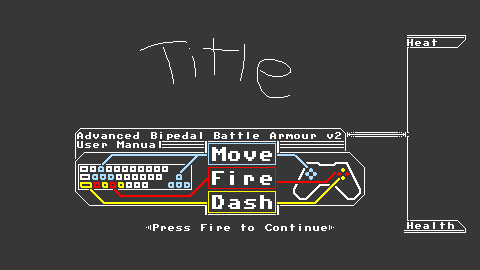 Title
Heat
Advanced Bipedal Battle Armour v2
User Manual
Move
Fire
Dash
Press Fire to Continue
Health